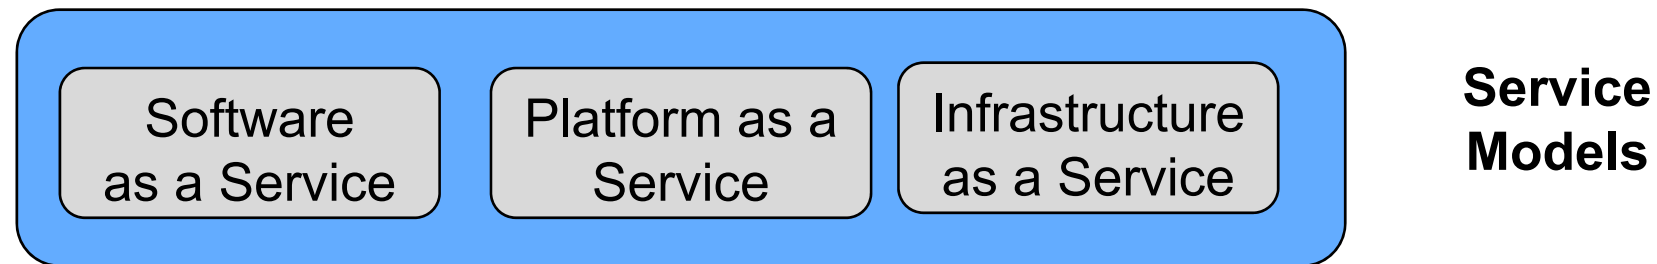 Software
as a Service
Platform as a
Service
Infrastructure
as a Service
Service
Models